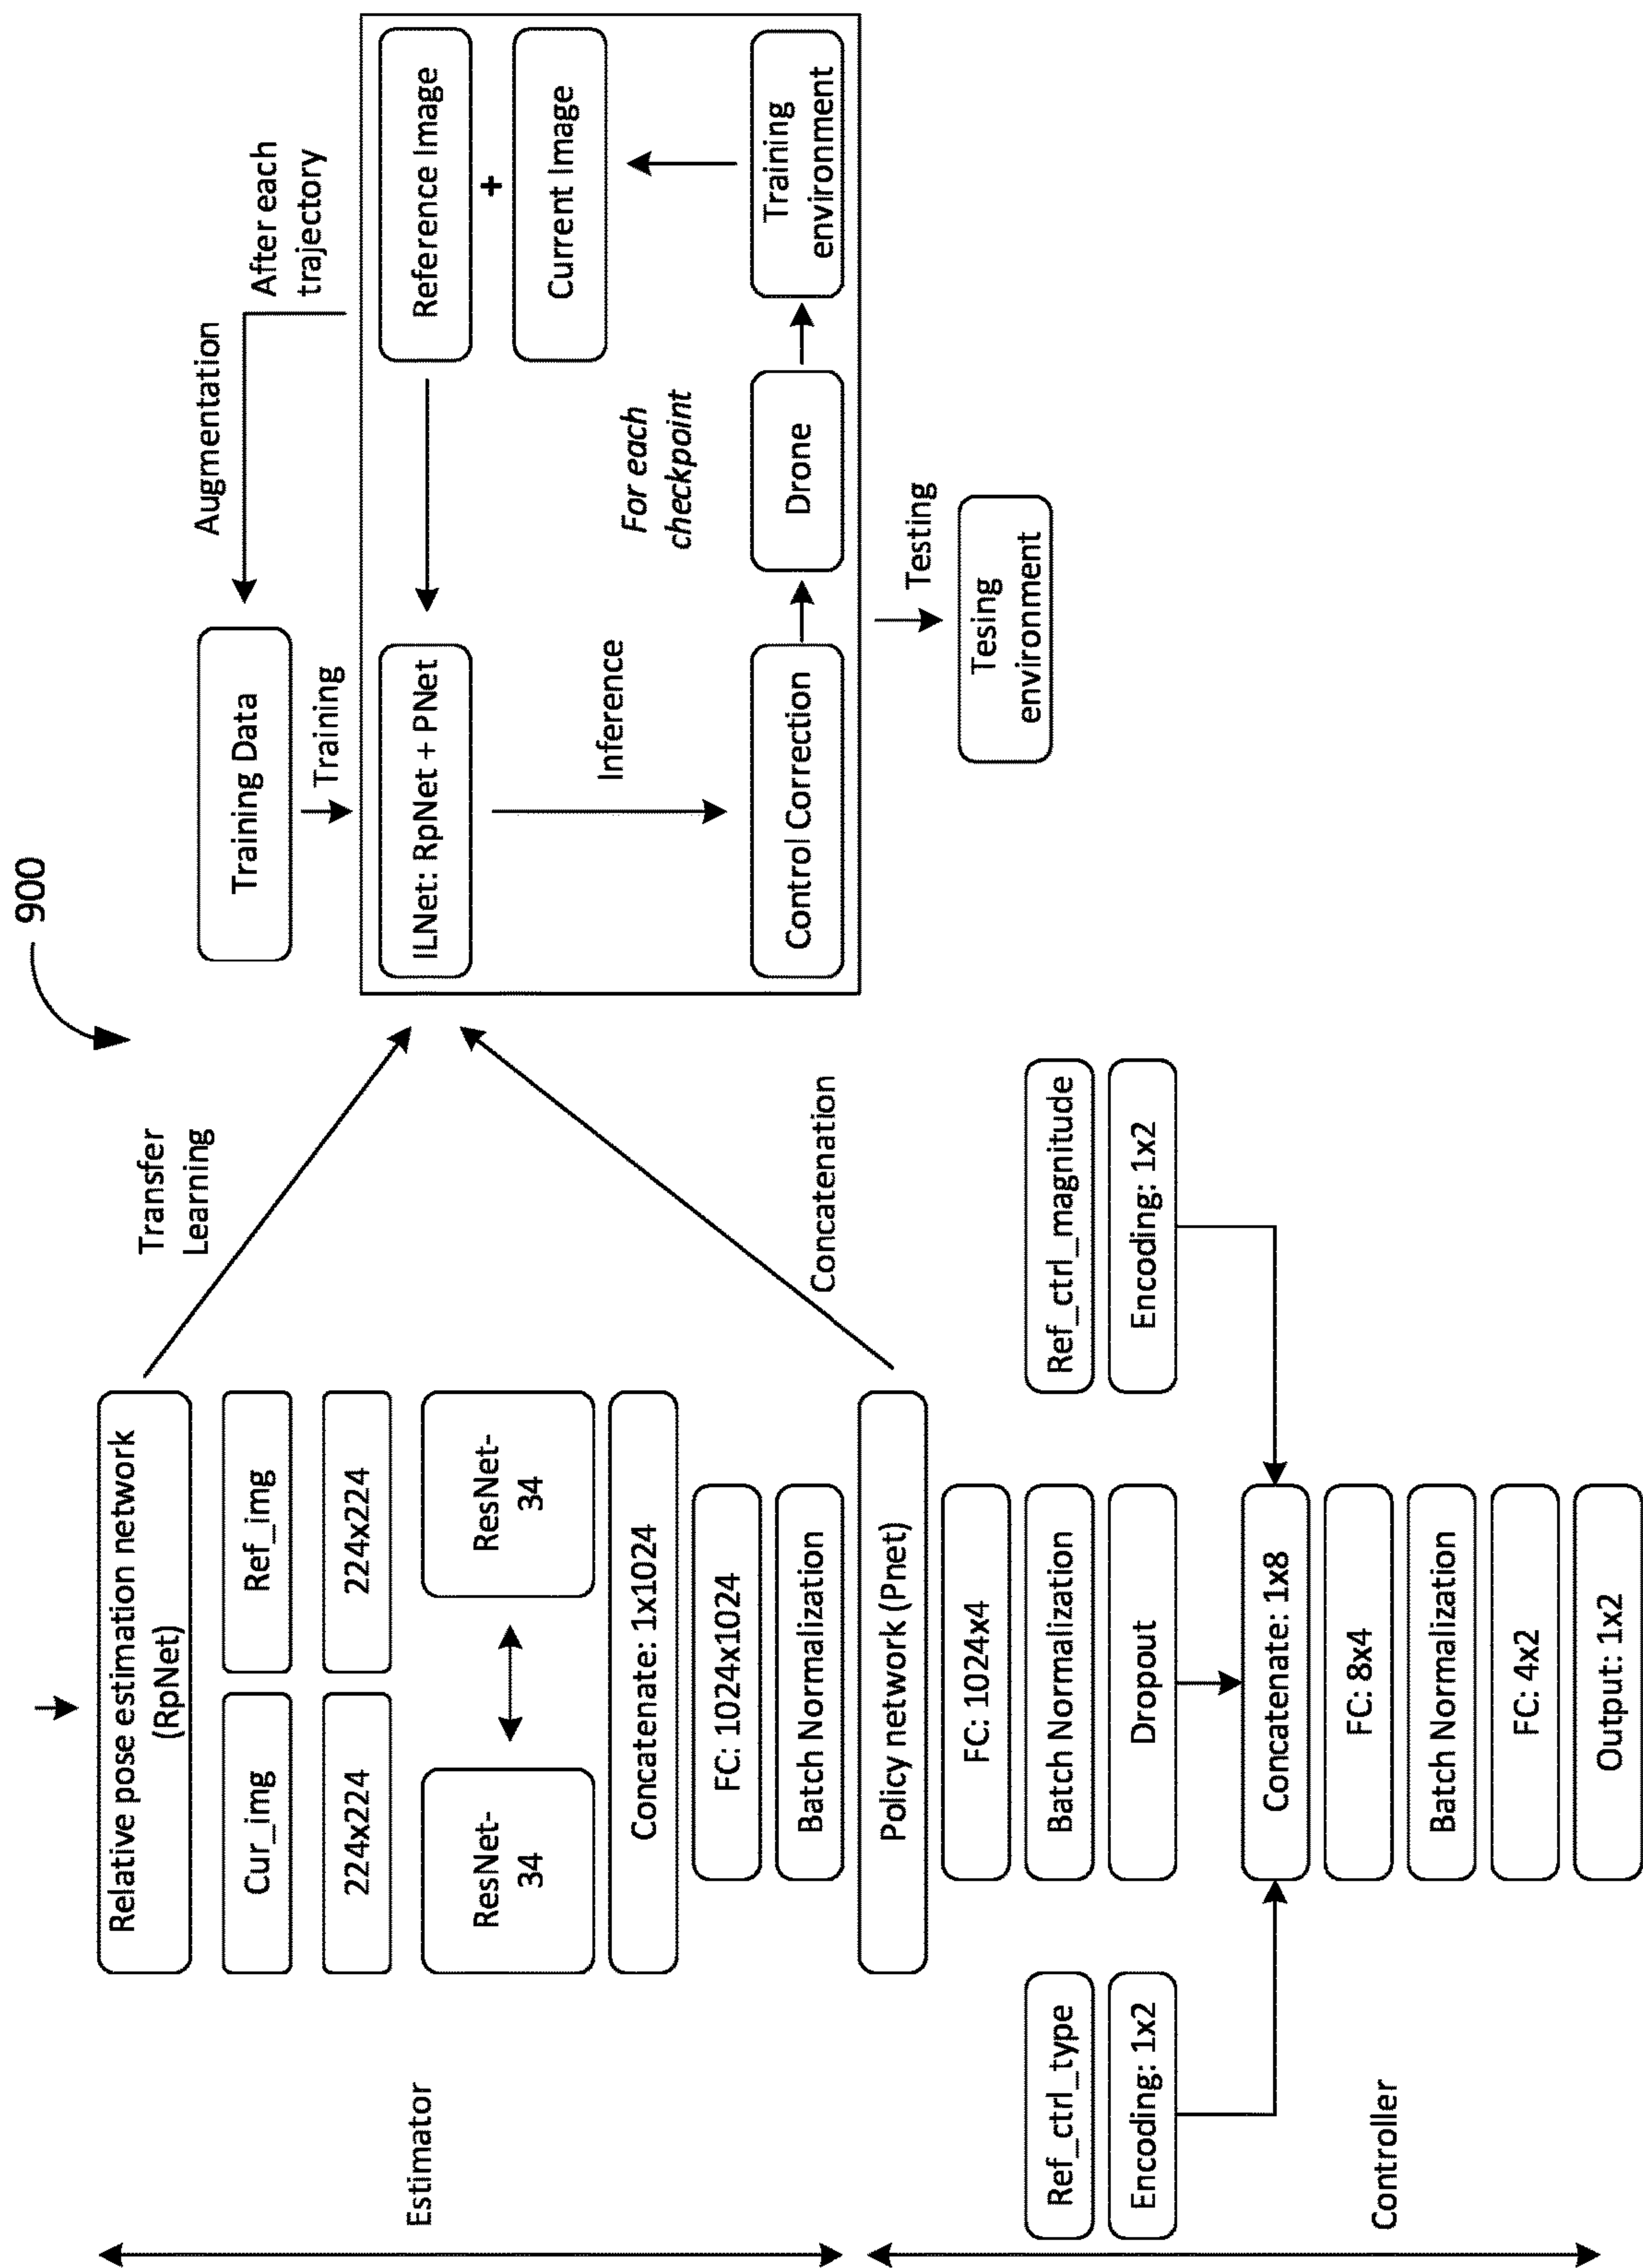 900
Estimator
Controller
Relative pose estimation network
(RpNet)
Cur_img
Ref_img
224x224
224x224
ResNet-
34
ResNet-
34
Concatenate: 1x1024
FC: 1024x1024
Batch Normalization
Policy network (Pnet)
FC: 1024x4
Batch Normalization
Dropout
Ref_ctrl_type
Encoding: 1x2
Ref_ctrl_magnitude
Encoding: 1x2
Concatenate: 1x8
FC: 8x4
Batch Normalization
FC: 4x2
Output: 1x2
Transfer
Learning
Concatenation
Training Data
Augmentation
After each
trajectory
Training
ILNet: RpNet + PNet
Reference Image
+
Current Image
Inference
For each
checkpoint
Control Correction
Drone
Training
environment
Testing
Tesing
environment